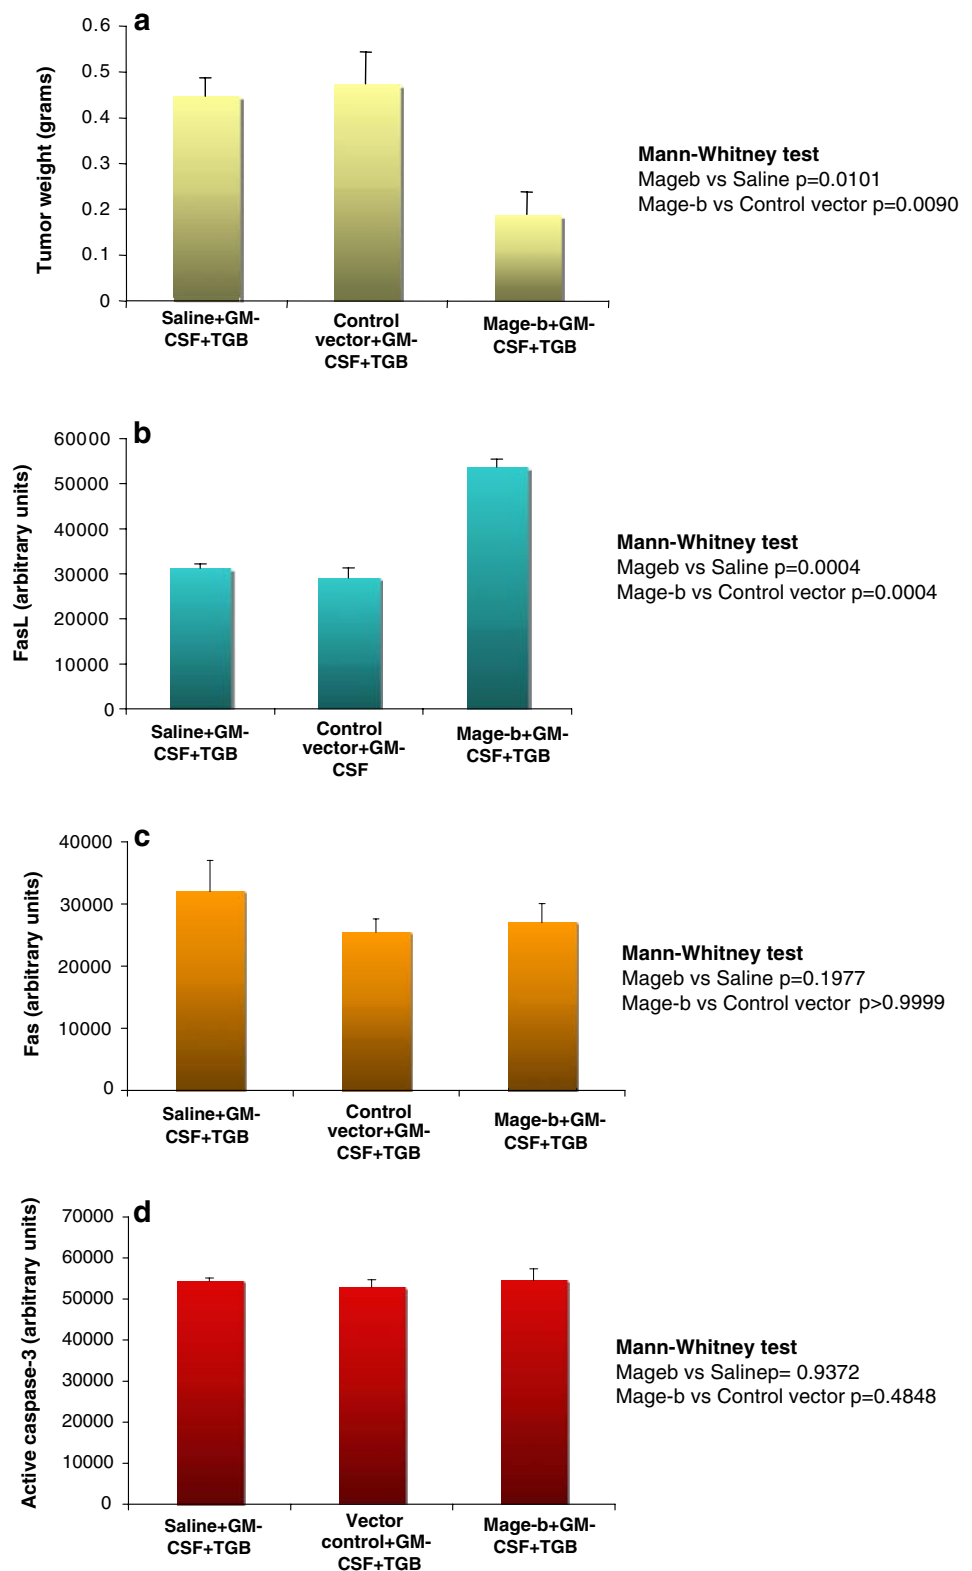 a
0.6
0.5
0.4
0.3
0.2
0.1
0
Tumor weight (grams)
Saline+GM-
CSF+TGB
Control
vector+GM-
CSF+TGB
Mage-b+GM-
CSF+TGB
Mann-Whitney test
Mageb vs Saline p=0.0101
Mage-b vs Control vector p=0.0090
b
60000
50000
40000
30000
20000
10000
0
FasL (arbitrary units)
Saline+GM-
CSF+TGB
Control
vector+GM-
CSF
Mage-b+GM-
CSF+TGB
Mann-Whitney test
Mageb vs Saline p=0.0004
Mage-b vs Control vector p=0.0004
c
40000
30000
20000
10000
0
Fas (arbitrary units)
Saline+GM-
CSF+TGB
Control
vector+GM-
CSF+TGB
Mage-b+GM-
CSF+TGB
Mann-Whitney test
Mageb vs Saline p=0.1977
Mage-b vs Control vector p>0.9999
d
70000
60000
50000
40000
30000
20000
10000
0
Active caspase-3 (arbitrary units)
Saline+GM-
CSF+TGB
Vector
control+GM-
CSF+TGB
Mage-b+GM-
CSF+TGB
Mann-Whitney test
Mageb vs Salinep= 0.9372
Mage-b vs Control vector p=0.4848